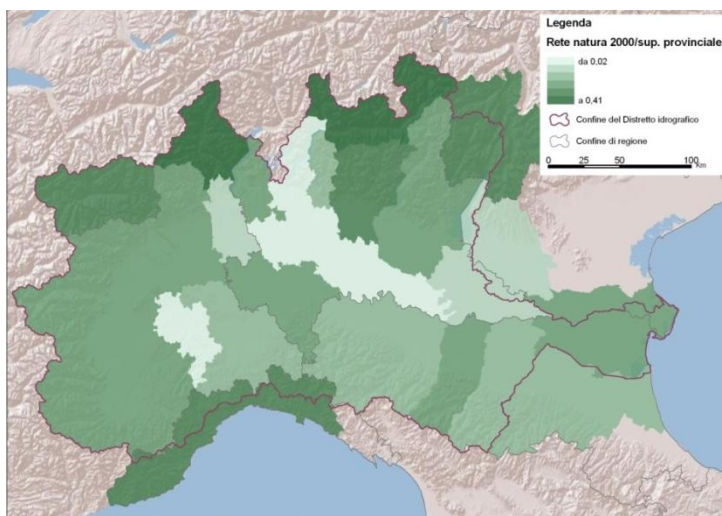 Legenda
Rete natura 2000/sup. provinciale
da 0,02
a 0,41
Confine del Distretto idrografico
Confine di regione
0 25 50 100
Km